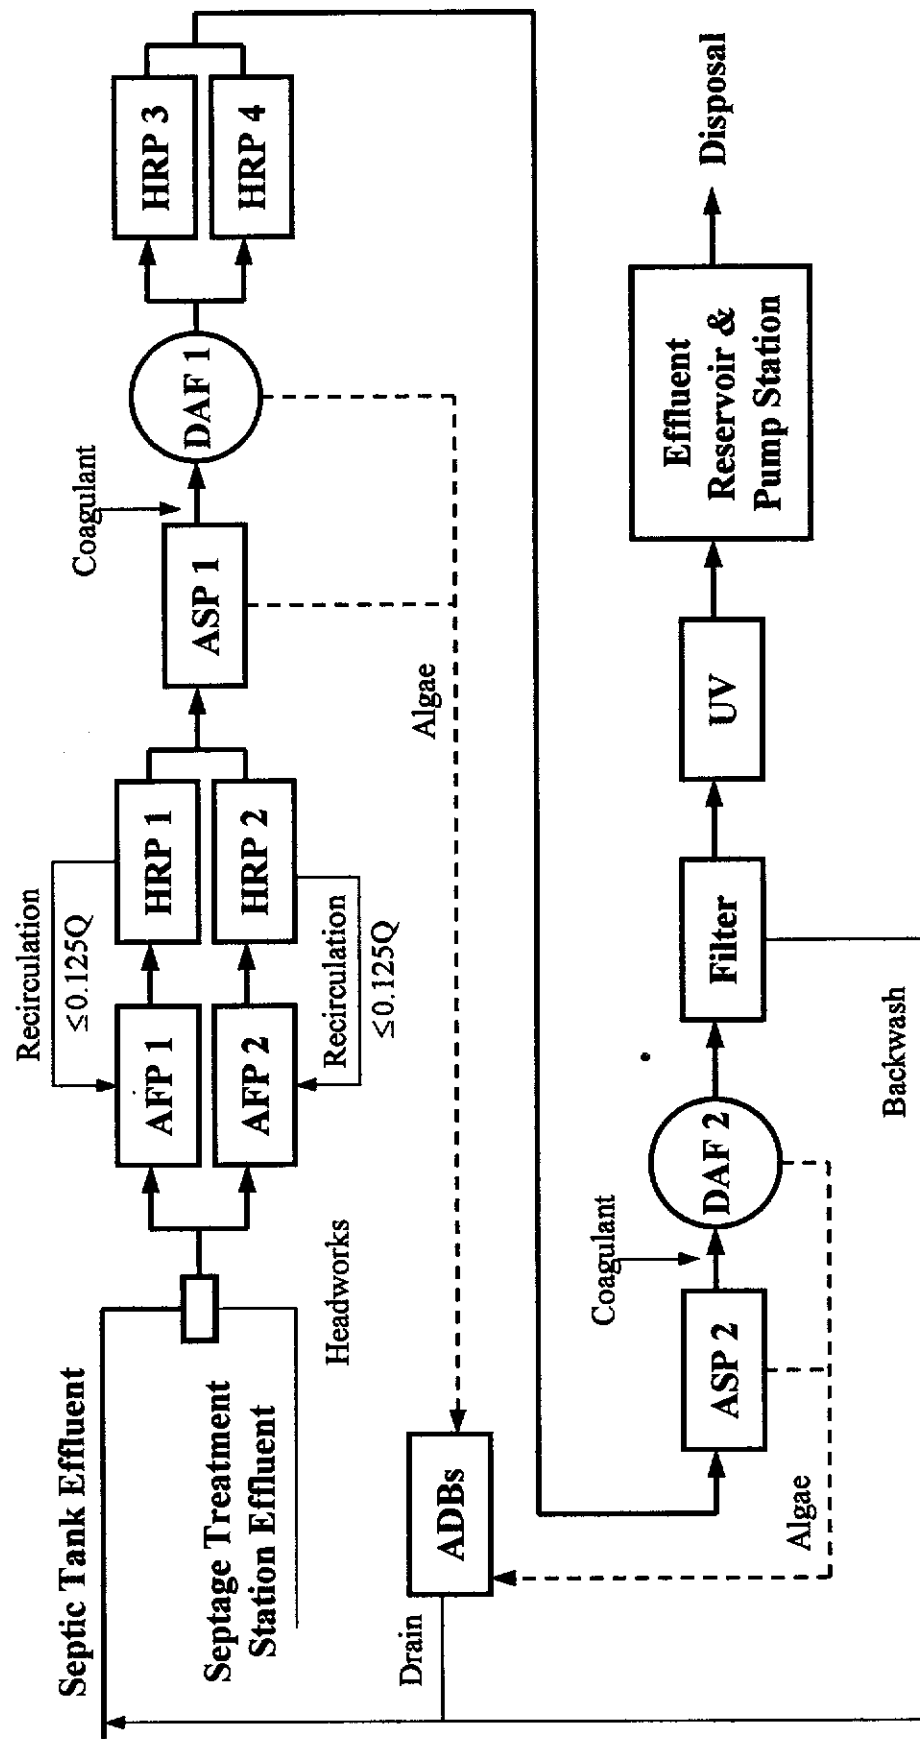 Septic Tank Effluent
Septage Treatment
Station Effluent
Headworks
Recirculation
≤0.125Q
AFP 1
AFP 2
HRP 1
HRP 2
Recirculation
≤0.125Q
ASP 1
Coagulant
DAF 1
HRP 3
HRP 4
Algae
ADBs
Drain
ASP 2
Coagulant
DAF 2
Algae
Filter
Backwash
UV
Effluent
Reservoir &
Pump Station
Disposal